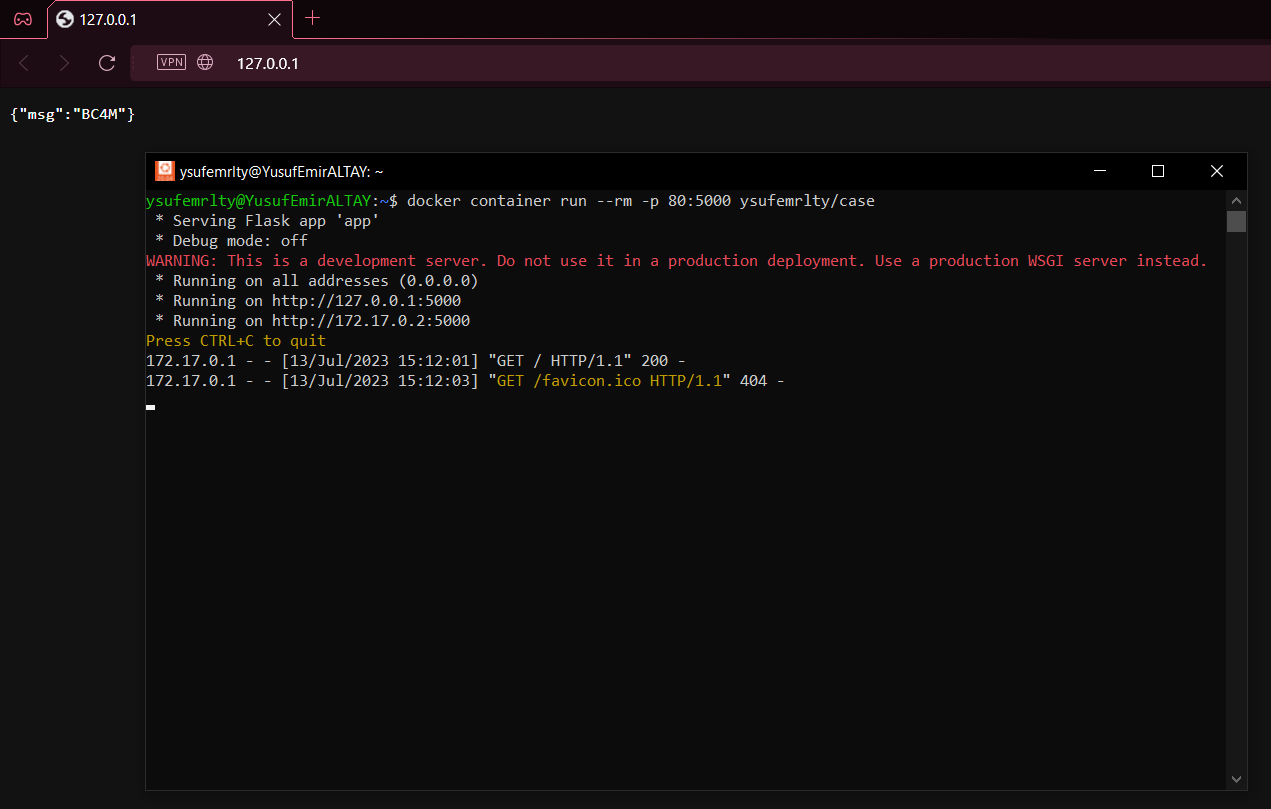 127.0.0.1
VPN 127.0.0.1
{"msg":"BC4M"}
ysufemrlty@YusufEmirALTAY: ~
ysufemrlty@YusufEmirALTAY:~$ docker container run --rm -p 80:5000 ysufemrlty/case
* Serving Flask app 'app'
* Debug mode: off
WARNING: This is a development server. Do not use it in a production deployment. Use a production WSGI server instead.
* Running on all addresses (0.0.0.0)
* Running on http://127.0.0.1:5000
* Running on http://172.17.0.2:5000
Press CTRL+C to quit
172.17.0.1 - - [13/Jul/2023 15:12:01] "GET / HTTP/1.1" 200 -
172.17.0.1 - - [13/Jul/2023 15:12:03] "GET /favicon.ico HTTP/1.1" 404 -